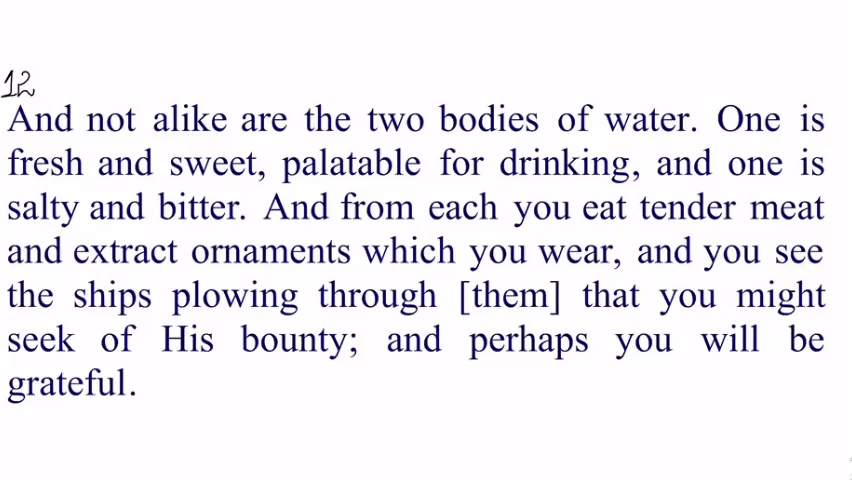 12
And not alike are the two bodies of water. One is
fresh and sweet, palatable for drinking, and one is
salty and bitter. And from each you eat tender meat
and extract ornaments which you wear, and you see
the ships plowing through [them] that you might
seek of His bounty; and perhaps you will be
grateful.